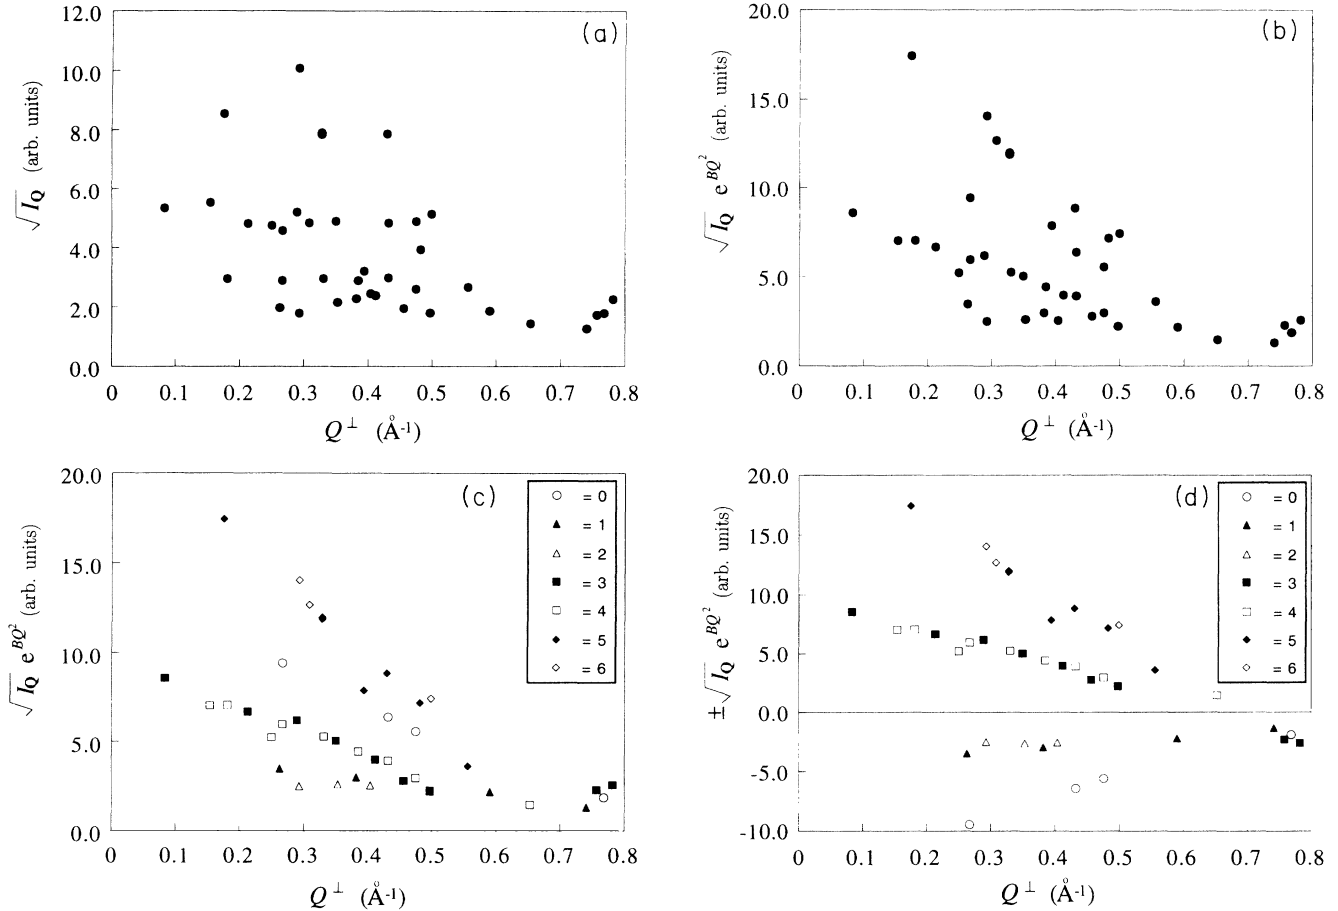 (a)
12.0
10.0
8.0
6.0
4.0
2.0
0.0
√I_Q (arb. units)
0 0.1 0.2 0.3 0.4 0.5 0.6 0.7 0.8
Q⊥ (Å-1)
(b)
20.0
15.0
10.0
5.0
0.0
√I_Q e^BQ² (arb. units)
0 0.1 0.2 0.3 0.4 0.5 0.6 0.7 0.8
Q⊥ (Å-1)
(c)
20.0
15.0
10.0
5.0
0.0
√I_Q e^BQ² (arb. units)
= 0
= 1
= 2
= 3
= 4
= 5
= 6
0 0.1 0.2 0.3 0.4 0.5 0.6 0.7 0.8
Q⊥ (Å-1)
(d)
20.0
15.0
10.0
5.0
0.0
-5.0
-10.0
±√I_Q e^BQ² (arb. units)
= 0
= 1
= 2
= 3
= 4
= 5
= 6
0 0.1 0.2 0.3 0.4 0.5 0.6 0.7 0.8
Q⊥ (Å-1)